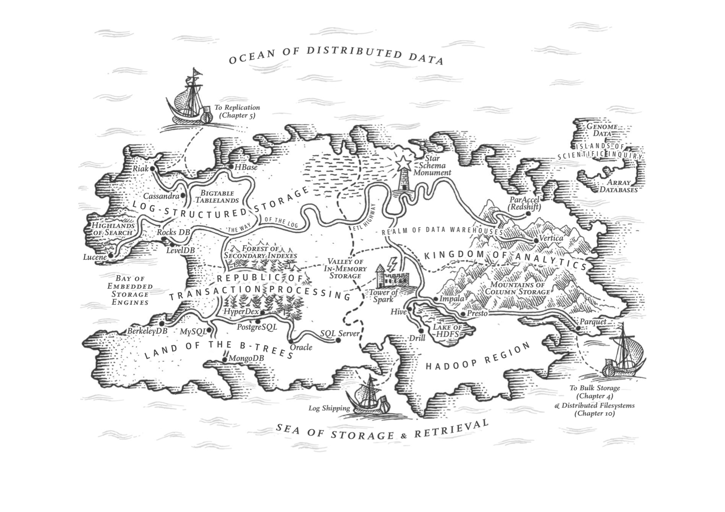 OCEAN OF DISTRIBUTED DATA
To Replication
(Chapter 5)
GENOME
DATA
ISLANDS OF
SCIENTIFIC INQUIRY
ARRAY
DATABASES
Riak
HBase
Star
Schema
Monument
Cassandra
BIGTABLE
TABLELANDS
LOG-STRUCTURED STORAGE
ParAccel
(Redshift)
HIGHLANDS
OF SEARCH
Rocks DB
THE WAY OF THE LOG
ETL HIGHWAY
REALM OF DATA WAREHOUSES
Vertica
Lucene
LevelDB
FOREST OF
SECONDARY INDEXES
KINGDOM OF ANALYTICS
VALLEY OF
IN-MEMORY
STORAGE
BAY OF
EMBEDDED
STORAGE
ENGINES
REPUBLIC OF
TRANSACTION PROCESSING
Tower of
Spark
MOUNTAINS OF
COLUMN STORAGE
HyperDex
Impala
Hive
Presto
BerkeleyDB
MySQL
PostgreSQL
SQL Server
LAKE OF
HDFS
Parquet
Drill
Oracle
LAND OF THE B-TREES
MongoDB
HADOOP REGION
Log Shipping
To Bulk Storage
(Chapter 4)
& Distributed Filesystems
(Chapter 10)
SEA OF STORAGE & RETRIEVAL